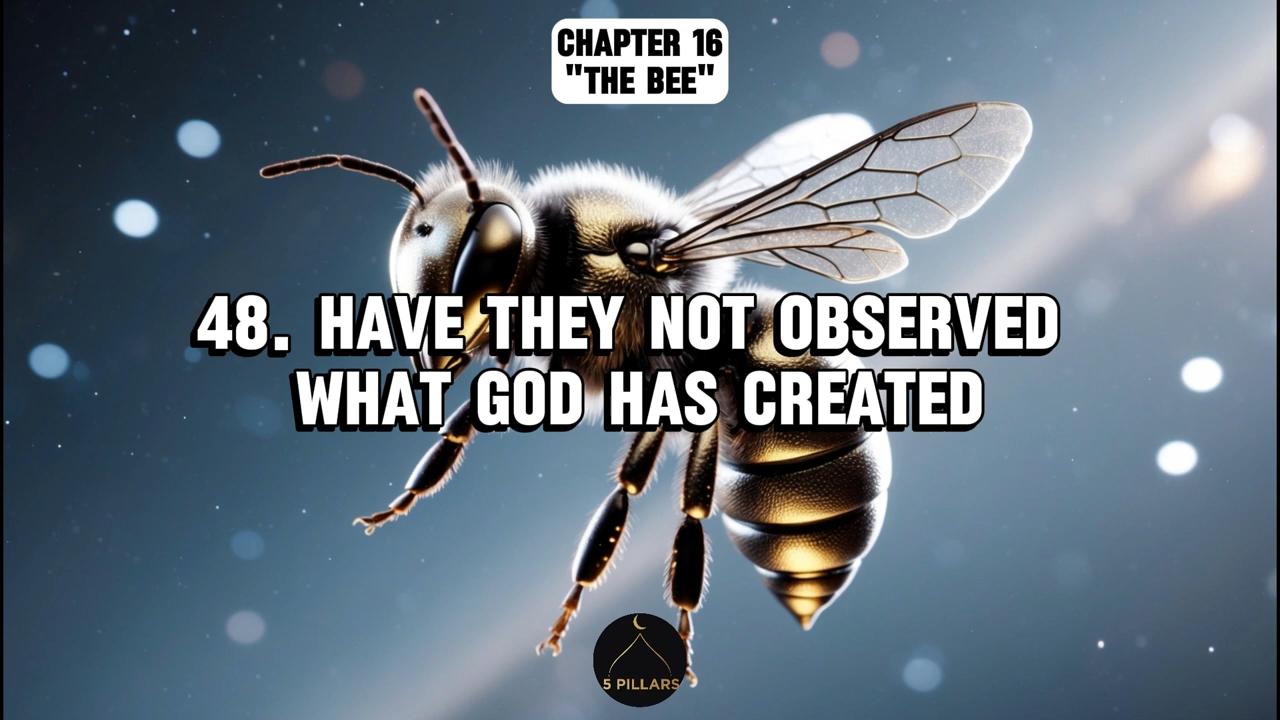 CHAPTER 16
"THE BEE"
48. HAVE THEY NOT OBSERVED
WHAT GOD HAS CREATED
5 PILLARS